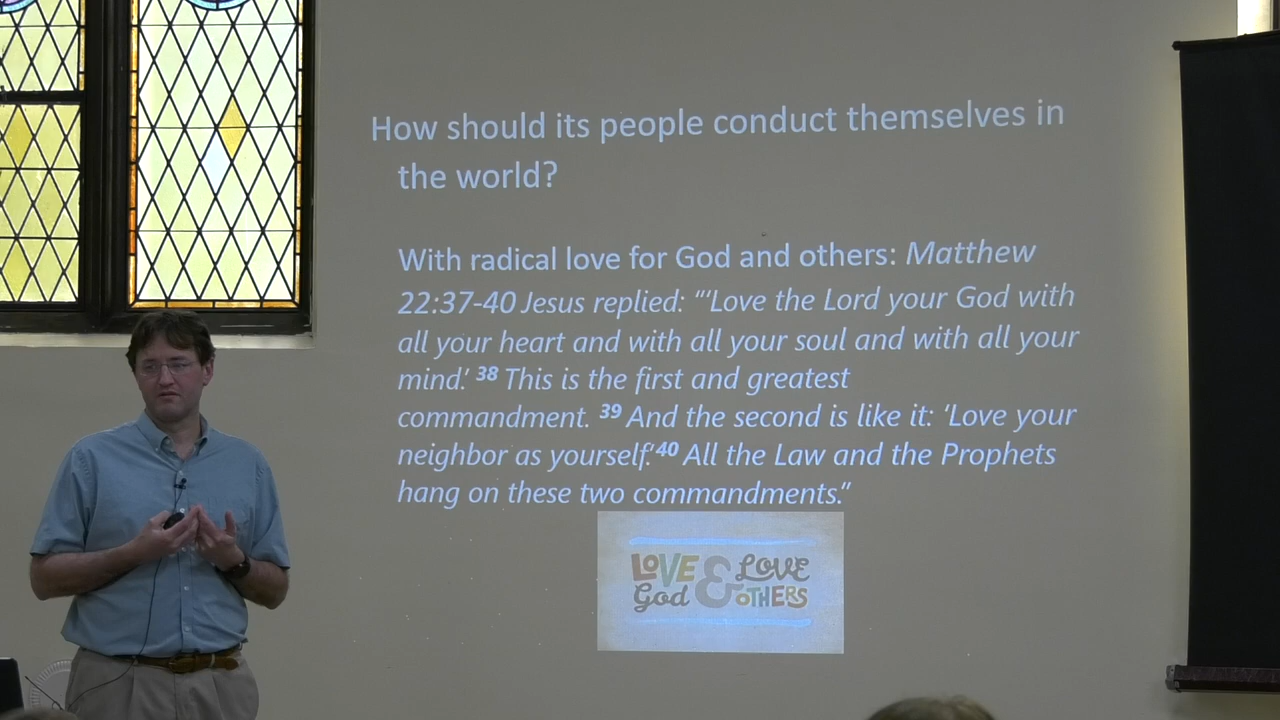 How should its people conduct themselves in
the world?
With radical love for God and others: Matthew
22:37-40 Jesus replied: “‘Love the Lord your God with
all your heart and with all your soul and with all your
mind.’ 38 This is the first and greatest
commandment. 39 And the second is like it: ‘Love your
neighbor as yourself.’ 40 All the Law and the Prophets
hang on these two commandments.”
LOVE God & LOVE OTHERS